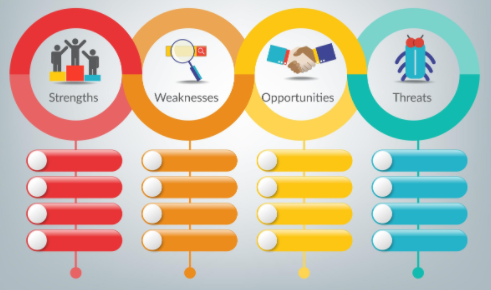 Strengths
Weaknesses
Opportunities
Threats